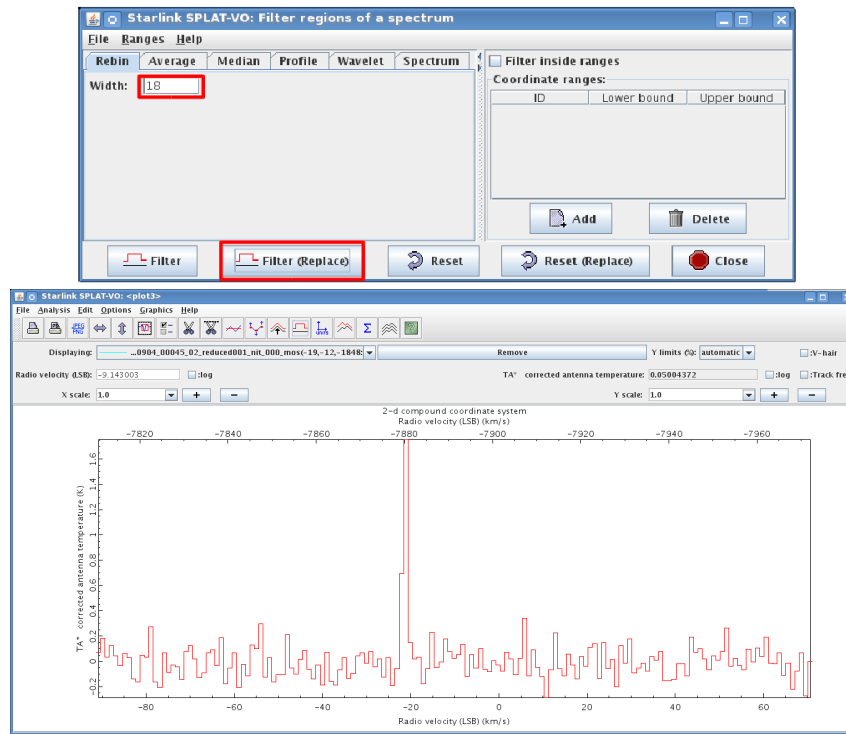 Starlink SPLAT-VO: Filter regions of a spectrum
File Ranges Help
Rebin Average Median Profile Wavelet Spectrum
Filter inside ranges
Width: 18
Coordinate ranges:
ID Lower bound Upper bound
Add Delete
Filter Filter (Replace) Reset Reset (Replace) Close
Starlink SPLAT-VO: <plot3>
File Analysis Edit Options Graphics Help
JPEG PNG UNITS Σ
Displaying: ...0904_00045_02_reduced001_nit_000_mos(-19,-12,-1848: Remove Y limits (%): automatic :V-hair
Radio velocity (LSB): -9.143003 :log TA* corrected antenna temperature: 0.05004372 :log :Track fre
X scale: 1.0 + − Y scale: 1.0 + −
2-d compound coordinate system
Radio velocity (LSB) (km/s)
-7820 -7840 -7860 -7880 -7900 -7920 -7940 -7960
TA* corrected antenna temperature (K)
1.6
1.4
1.2
1
0.8
0.6
0.4
0.2
0
-0.2
-80 -60 -40 -20 0 20 40 60
Radio velocity (LSB) (km/s)